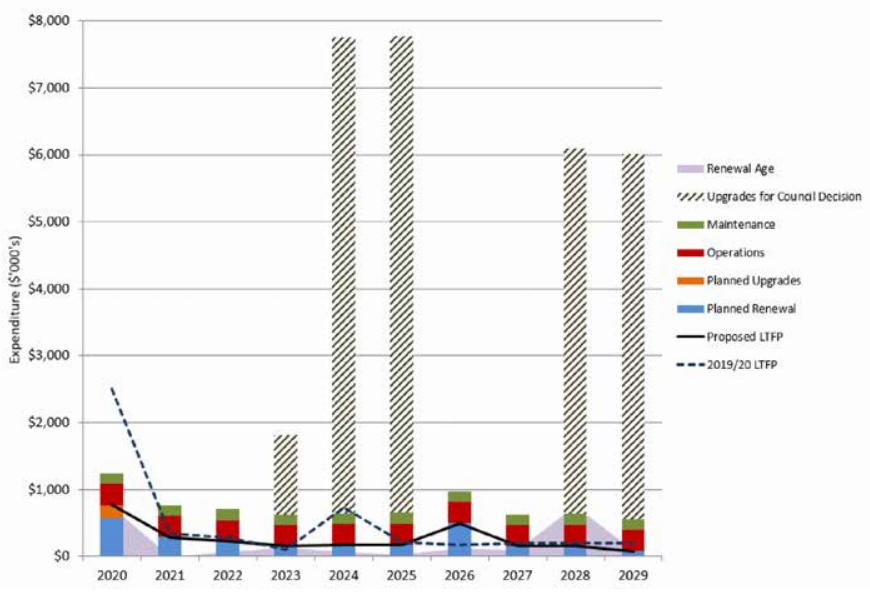 $8,000
$7,000
$6,000
$5,000
$4,000
$3,000
$2,000
$1,000
$0
Expenditure ($'000's)
2020 2021 2022 2023 2024 2025 2026 2027 2028 2029
Renewal Age
Upgrades for Council Decision
Maintenance
Operations
Planned Upgrades
Planned Renewal
Proposed LTFP
2019/20 LTFP